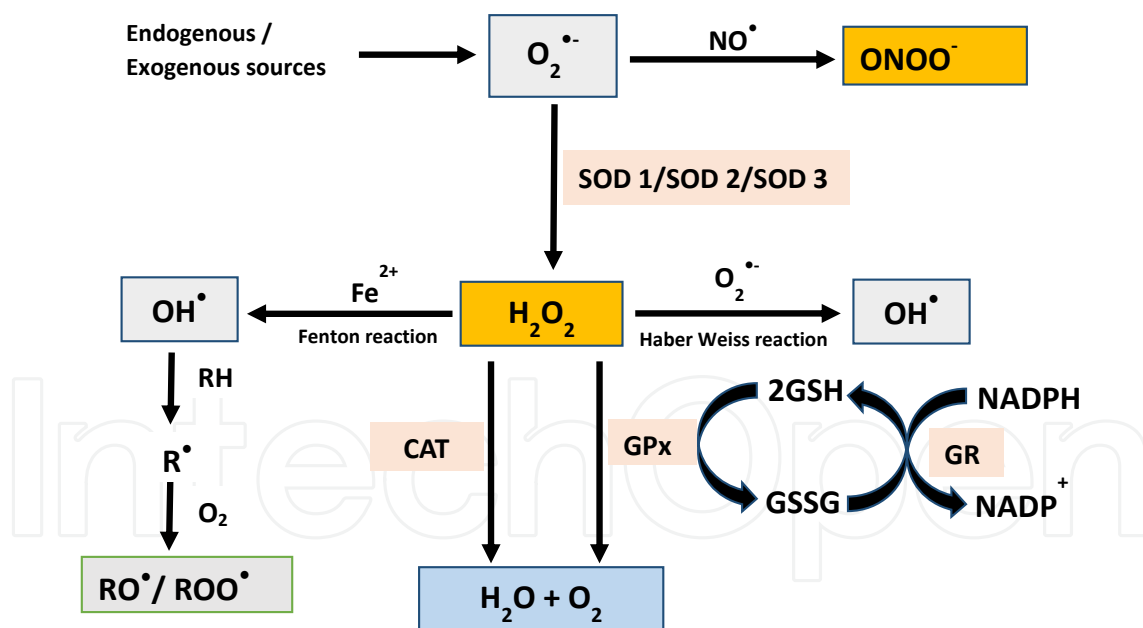 Endogenous /
Exogenous sources
O₂•⁻
NO•
ONOO⁻
SOD 1/SOD 2/SOD 3
OH•
Fe²⁺
Fenton reaction
H₂O₂
O₂•⁻
Haber Weiss reaction
OH•
RH
R•
O₂
RO•/ ROO•
CAT
GPx
2GSH
GSSG
NADPH
GR
NADP⁺
H₂O + O₂
IntechOpen